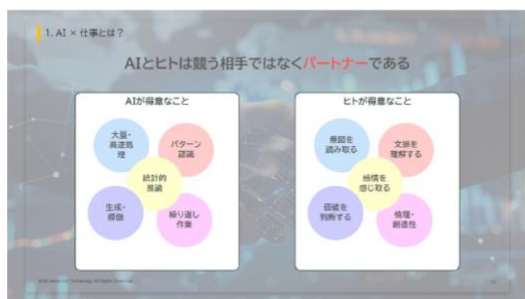 1. AI × 仕事とは?
AIとヒトは競う相手ではなくパートナーである
AIが得意なこと
大量・
高速処
理
パターン
認識
統計的
推論
生成・
模倣
繰り返し
作業
ヒトが得意なこと
意図を
読み取る
文脈を
理解する
感情を
感じ取る
価値を
判断する
倫理・
創造性